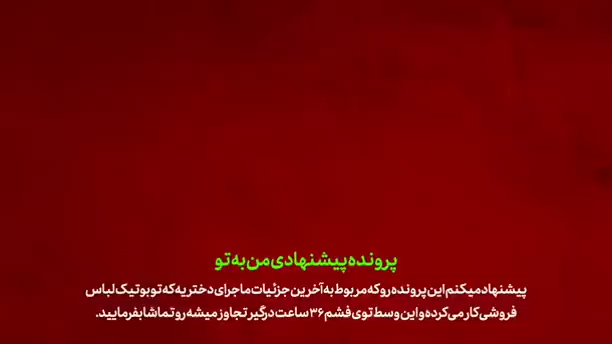 پرونده پیشنهادی من به تو
پیشنهاد میکنم این پرونده رو که مربوط به آخرین جزئیات ماجرای دختریه که تو بوتیک لباس
فروشی کار می‌کرده و این وسط توی فشم ۳۶ ساعت درگیر تجاوز میشه رو تماشا بفرمایید.